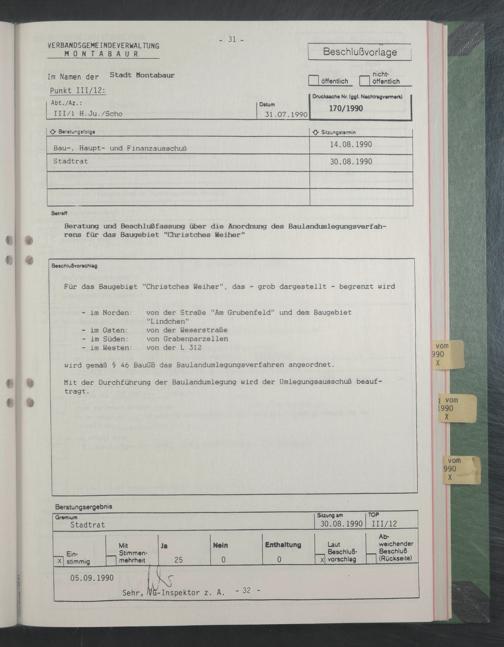 - 31 -
VERBANDSGEMEINDEVERWALTUNG
MONTABAUR
Beschlußvorlage
Im Namen der Stadt Montabaur
öffentlich
nicht-
öffentlich
Punkt III/12:
Abt./Az.:
III/1 H.Ju./Scho
Datum
31.07.1990
Drucksache Nr. (ggl. Nachtragsvermerk)
170/1990
Beratungsfolge
Sitzungstermin
Bau-, Haupt- und Finanzausschuß
14.08.1990
Stadtrat
30.08.1990
Betreff
Beratung und Beschlußfassung über die Anordnung des Baulandumlegungsverfah-
rens für das Baugebiet "Christches Weiher"
Beschlußvorschlag
Für das Baugebiet "Christches Weiher", das - grob dargestellt - begrenzt wird
- im Norden: von der Straße "Am Grubenfeld" und dem Baugebiet
"Lindchen"
- im Osten: von der Weserstraße
- im Süden: von Grabenparzellen
- im Westen: von der L 312
wird gemäß § 46 BauGB das Baulandumlegungsverfahren angeordnet.
Mit der Durchführung der Baulandumlegung wird der Umlegungsausschuß beauf-
tragt.
Beratungsergebnis
Gremium
Stadtrat
Sitzung am
30.08.1990
TOP
III/12
X Ein-
stimmig
Mit
Stimmen-
mehrheit
Ja
25
Nein
0
Enthaltung
0
X Laut
Beschluß-
vorschlag
Ab-
weichender
Beschluß
(Rückseite)
05.09.1990
Sehr, VG-Inspektor z. A.
- 32 -
vom
990
X
vom
1990
X
vom
990
X